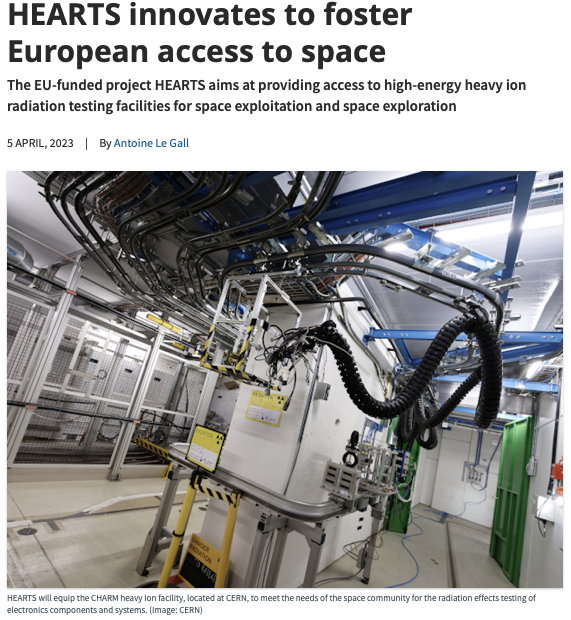 HEARTS innovates to foster
European access to space
The EU-funded project HEARTS aims at providing access to high-energy heavy ion
radiation testing facilities for space exploitation and space exploration
5 APRIL, 2023 | By Antoine Le Gall
DANGER
HEARTS will equip the CHARM heavy ion facility, located at CERN, to meet the needs of the space community for the radiation effects testing of
electronics components and systems. (Image: CERN)